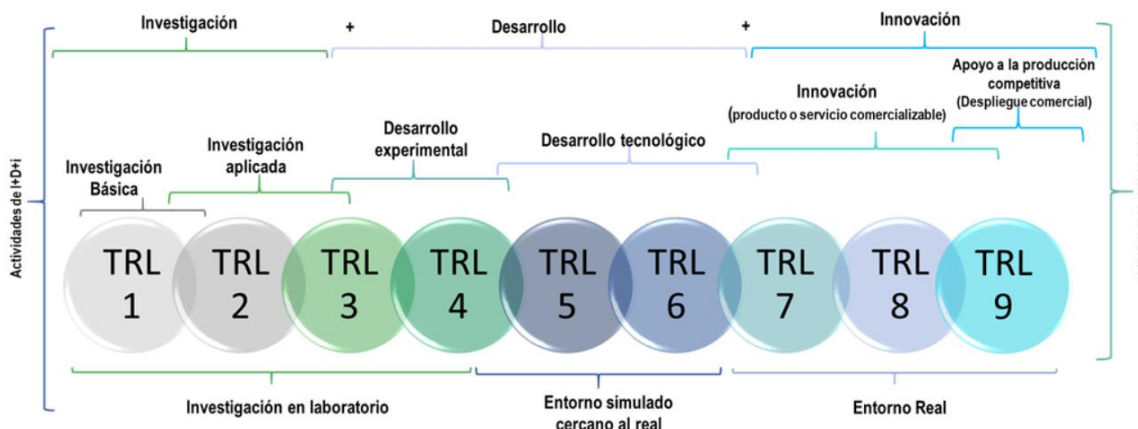 Investigación
+
Desarrollo
+
Innovación
Apoyo a la producción
competitiva
(Despliegue comercial)
Innovación
(producto o servicio comercializable)
Desarrollo
experimental
Desarrollo tecnológico
Investigación
aplicada
Investigación
Básica
Actividades de I+D+i
TRL
1
TRL
2
TRL
3
TRL
4
TRL
5
TRL
6
TRL
7
TRL
8
TRL
9
Investigación en laboratorio
Entorno simulado
cercano al real
Entorno Real